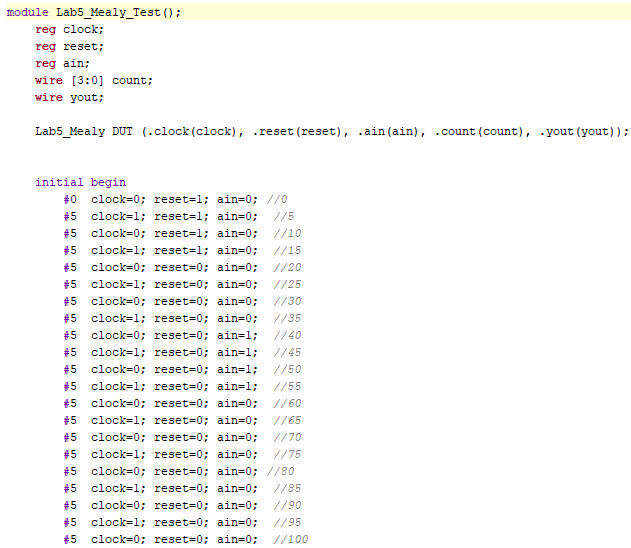 module Lab5_Mealy_Test();
reg clock;
reg reset;
reg ain;
wire [3:0] count;
wire yout;
Lab5_Mealy DUT (.clock(clock), .reset(reset), .ain(ain), .count(count), .yout(yout));
initial begin
#0 clock=0; reset=1; ain=0; //0
#5 clock=1; reset=1; ain=0; //5
#5 clock=0; reset=1; ain=0; //10
#5 clock=1; reset=1; ain=0; //15
#5 clock=0; reset=0; ain=0; //20
#5 clock=1; reset=0; ain=0; //25
#5 clock=0; reset=0; ain=0; //30
#5 clock=1; reset=0; ain=0; //35
#5 clock=0; reset=0; ain=1; //40
#5 clock=1; reset=0; ain=1; //45
#5 clock=0; reset=0; ain=1; //50
#5 clock=1; reset=0; ain=1; //55
#5 clock=0; reset=0; ain=0; //60
#5 clock=1; reset=0; ain=0; //65
#5 clock=0; reset=0; ain=0; //70
#5 clock=1; reset=0; ain=0; //75
#5 clock=0; reset=0; ain=0; //80
#5 clock=1; reset=0; ain=0; //85
#5 clock=0; reset=0; ain=0; //90
#5 clock=1; reset=0; ain=0; //95
#5 clock=0; reset=0; ain=0; //100